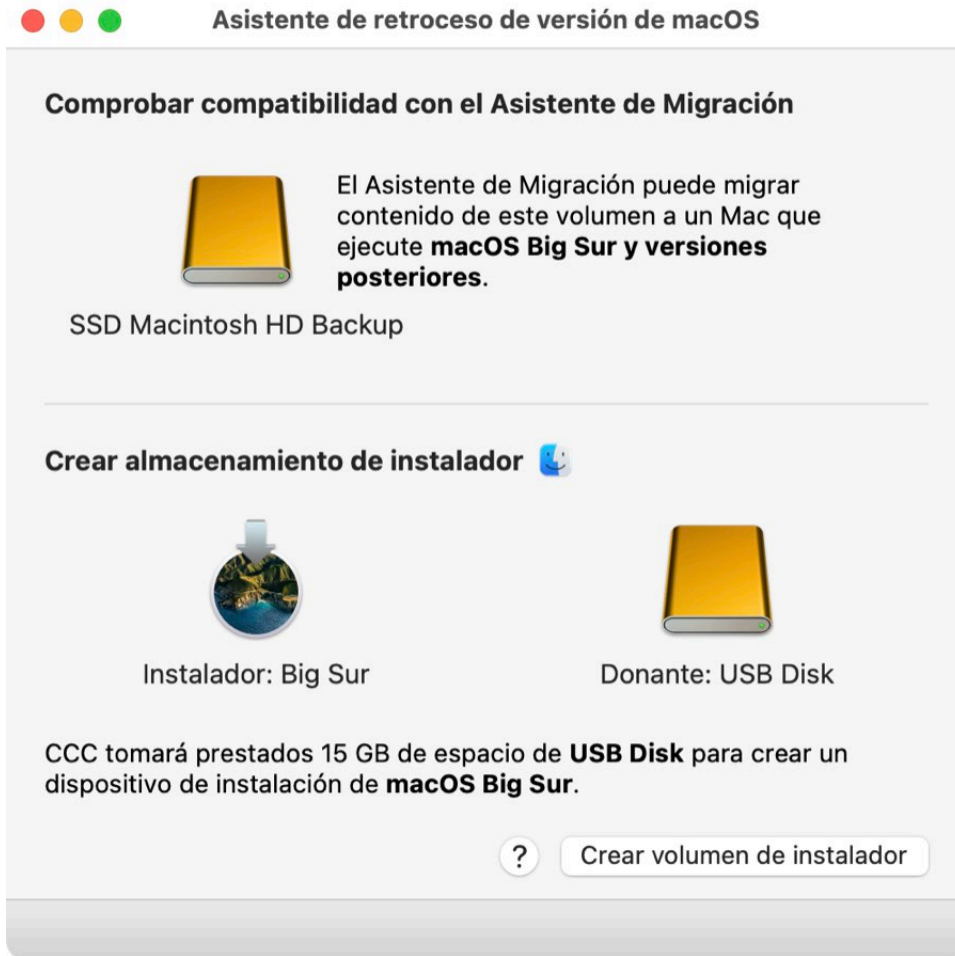 Asistente de retroceso de versión de macOS
Comprobar compatibilidad con el Asistente de Migración
El Asistente de Migración puede migrar
contenido de este volumen a un Mac que
ejecute macOS Big Sur y versiones
posteriores.
SSD Macintosh HD Backup
Crear almacenamiento de instalador
Instalador: Big Sur
Donante: USB Disk
CCC tomará prestados 15 GB de espacio de USB Disk para crear un
dispositivo de instalación de macOS Big Sur.
?
Crear volumen de instalador